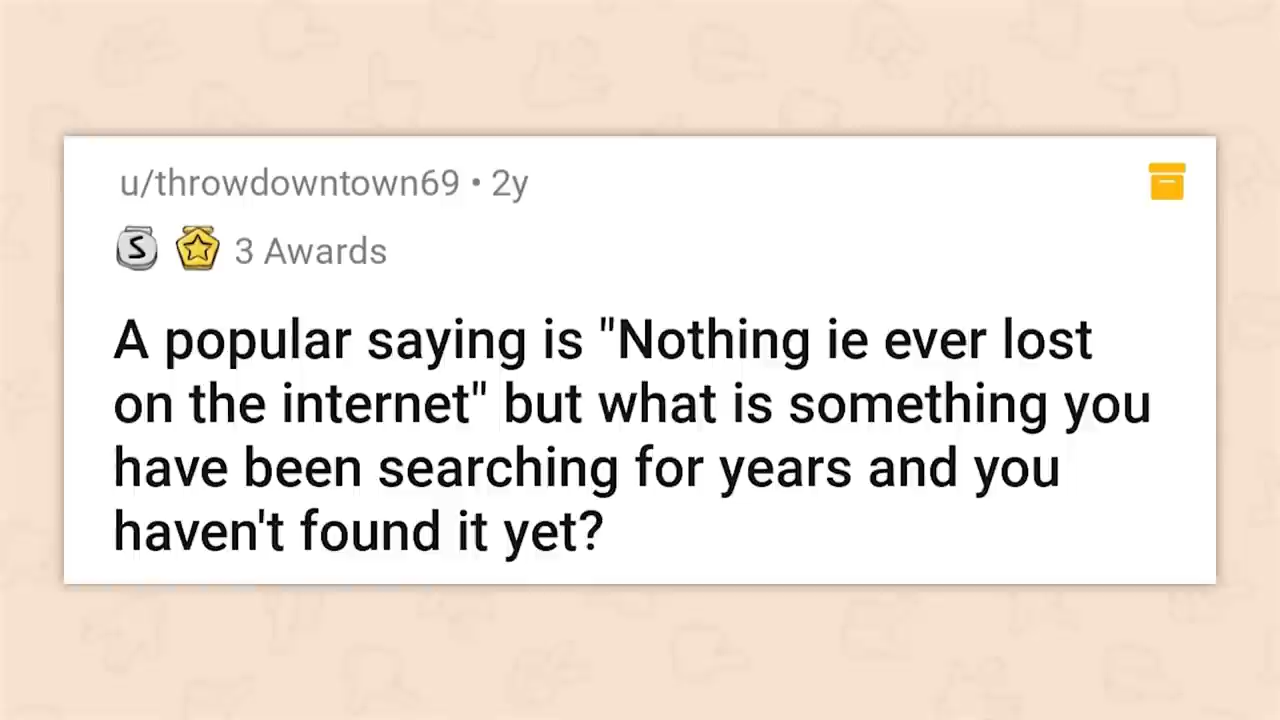 u/throwdowntown69 • 2y
S 3 Awards
A popular saying is "Nothing ie ever lost
on the internet" but what is something you
have been searching for years and you
haven't found it yet?